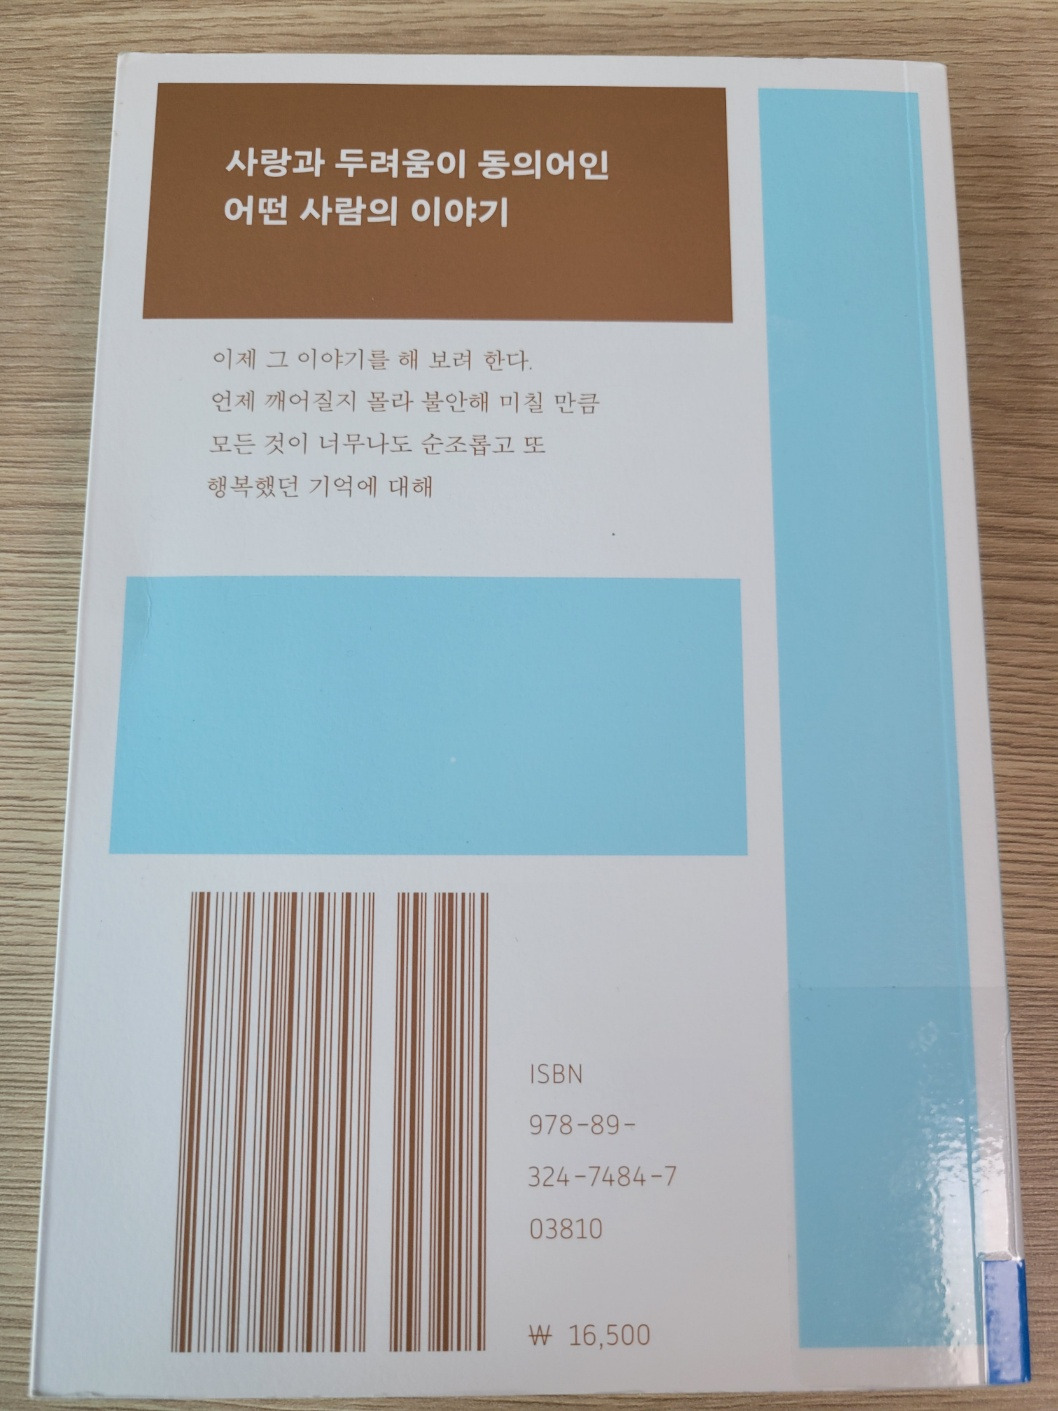 사랑과 두려움이 동의어인
어떤 사람의 이야기
이제 그 이야기를 해 보려 한다.
언제 깨어질지 몰라 불안해 미칠 만큼
모든 것이 너무나도 순조롭고 또
행복했던 기억에 대해
ISBN
978-89-
324-7484-7
03810
₩ 16,500